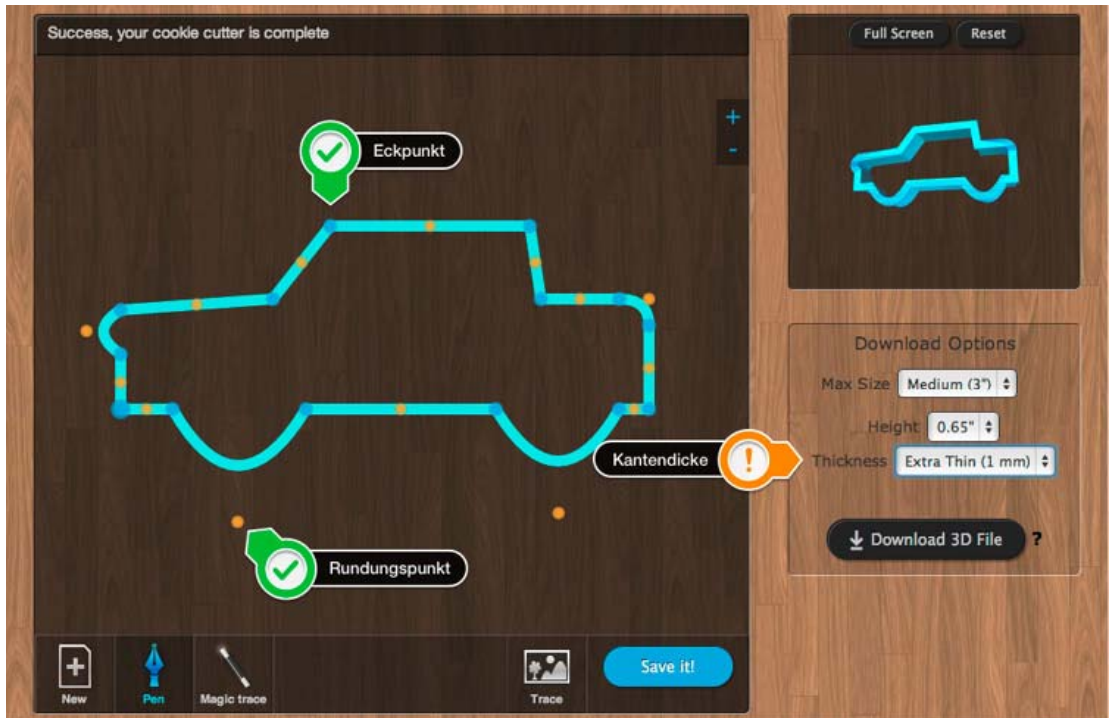 Success, your cookie cutter is complete
Full Screen
Reset
+
-
Eckpunkt
Download Options
Max Size Medium (3")
Height 0.65"
Kantendicke
!
Thickness Extra Thin (1 mm)
Download 3D File ?
Rundungspunkt
New
Pen
Magic trace
Trace
Save it!